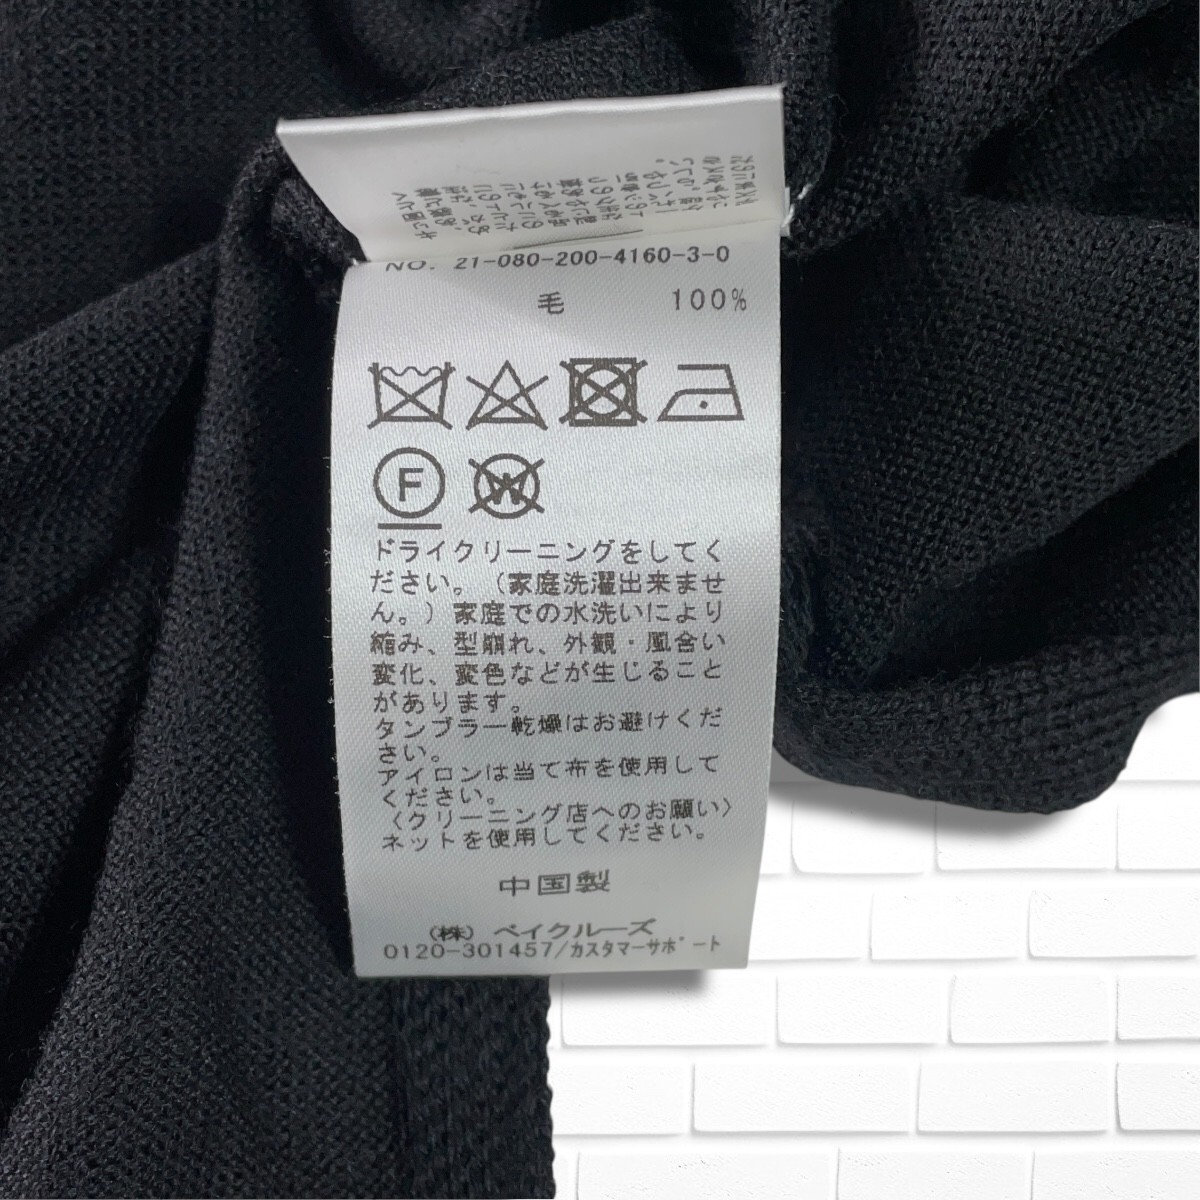 NO. 21-080-200-4160-3-0
毛 100%
F
W
ドライクリーニングをしてく
ださい。（家庭洗濯出来ませ
ん。）家庭での水洗いにより
縮み、型崩れ、外観・風合い
変化、変色などが生じること
があります。
タンブラー乾燥はお避けくだ
さい。
アイロンは当て布を使用して
ください。
〈クリーニング店へのお願い〉
ネットを使用してください。
中国製
（株）ベイクルーズ
0120-301457/カスタマーサポート